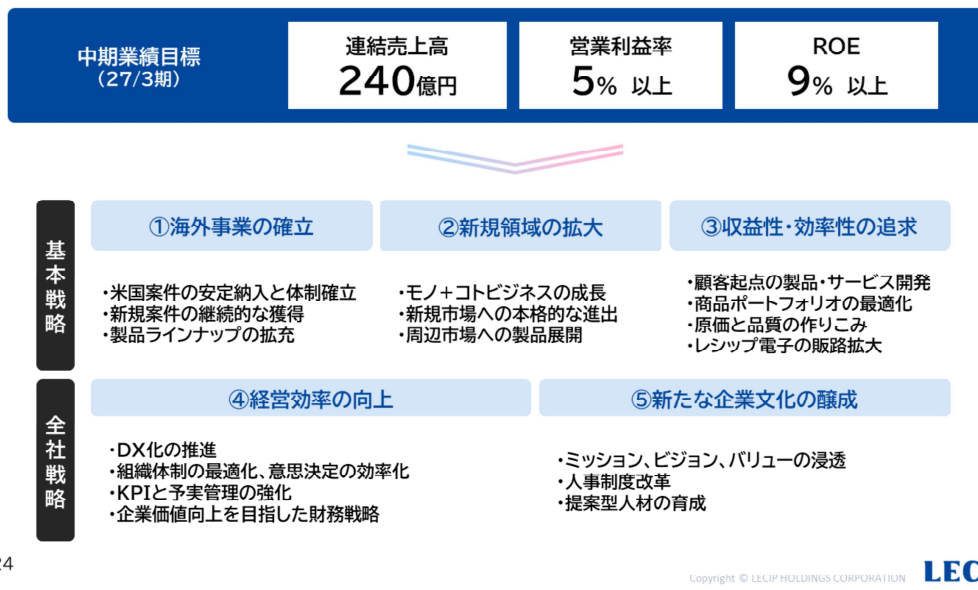 中期業績目標
（27/3期）
連結売上高
240億円
営業利益率
5% 以上
ROE
9% 以上
基本戦略
①海外事業の確立
・米国案件の安定納入と体制確立
・新規案件の継続的な獲得
・製品ラインナップの拡充
②新規領域の拡大
・モノ＋コトビジネスの成長
・新規市場への本格的な進出
・周辺市場への製品展開
③収益性・効率性の追求
・顧客起点の製品・サービス開発
・商品ポートフォリオの最適化
・原価と品質の作りこみ
・レシップ電子の販路拡大
全社戦略
④経営効率の向上
・DX化の推進
・組織体制の最適化、意思決定の効率化
・KPIと予実管理の強化
・企業価値向上を目指した財務戦略
⑤新たな企業文化の醸成
・ミッション、ビジョン、バリューの浸透
・人事制度改革
・提案型人材の育成
24
Copyright © LECIP HOLDINGS CORPORATION
LEC